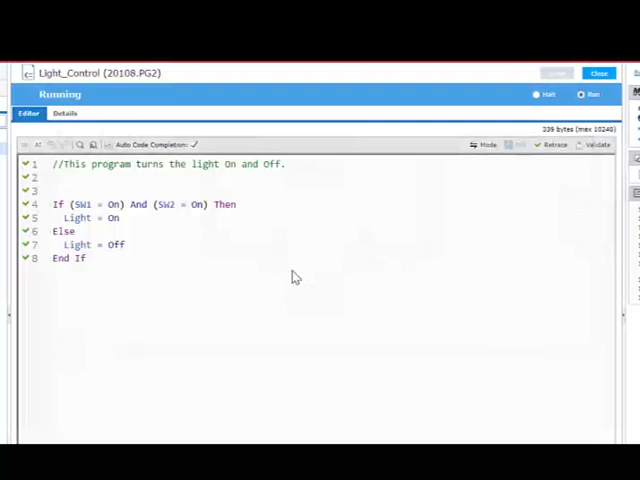 Light_Control (20108.PG2)
Close
Running
Halt
Run
Editor
Details
339 bytes (max 10240)
Auto Code Completion:
Mode
Retrace
Validate
1 //This program turns the light On and Off.
2
3
4 If (SW1 = On) And (SW2 = On) Then
5 Light = On
6 Else
7 Light = Off
8 End If